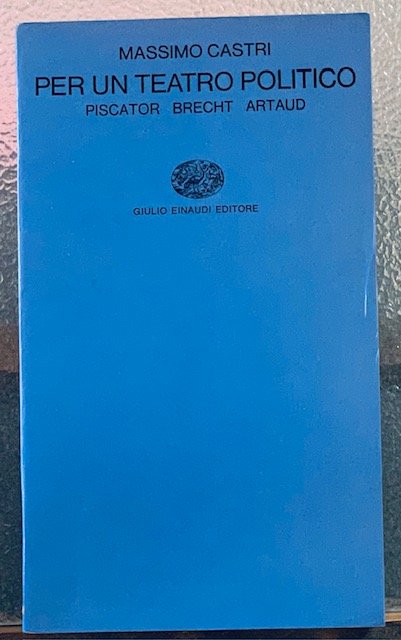 MASSIMO CASTRI
PER UN TEATRO POLITICO
PISCATOR BRECHT ARTAUD
GIULIO EINAUDI EDITORE